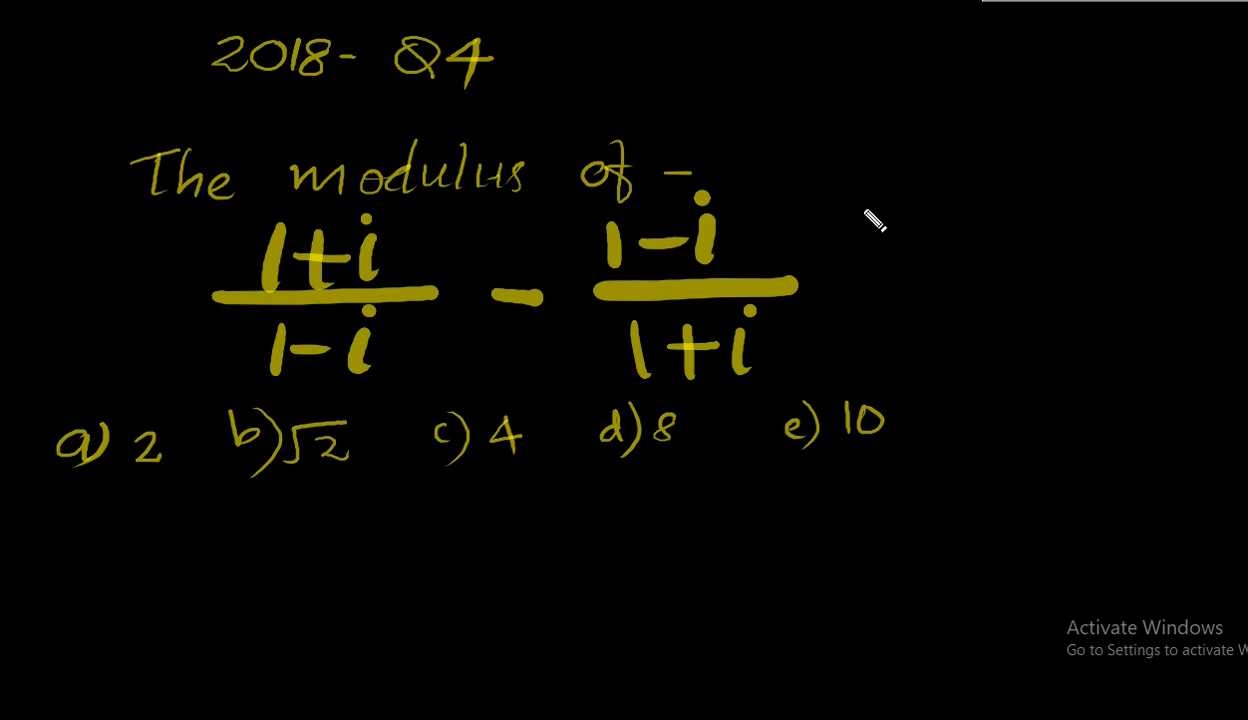 2018- Q4
The modulus of -
1+i/1-i - 1-i/1+i
a) 2 b) √2 c) 4 d) 8 e) 10
Activate Windows
Go to Settings to activate W